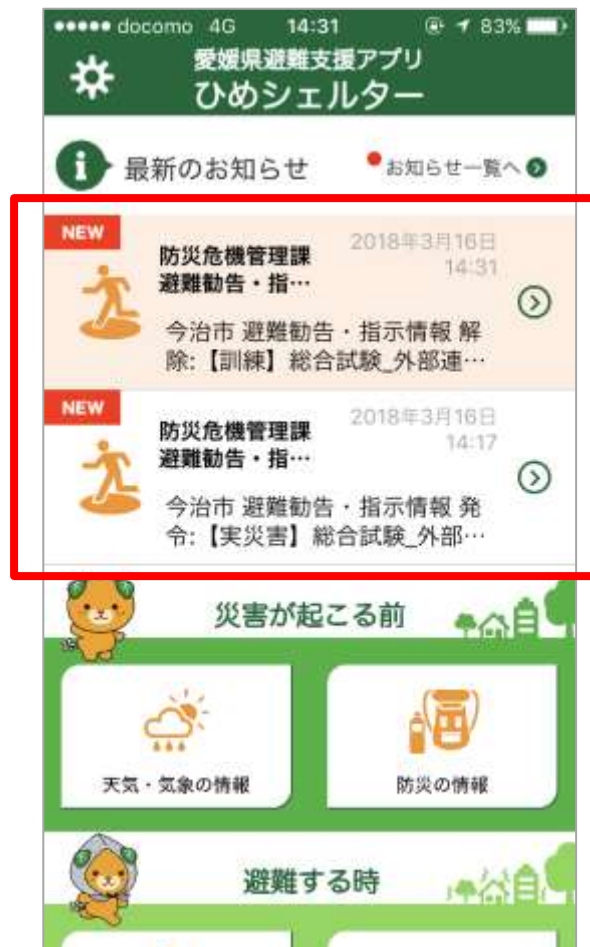 docomo 4G 14:31 83%
愛媛県避難支援アプリ
ひめシェルター
最新のお知らせ
お知らせ一覧へ
NEW
防災危機管理課
避難勧告・指…
2018年3月16日
14:31
今治市 避難勧告・指示情報 解
除:【訓練】総合試験_外部連…
NEW
防災危機管理課
避難勧告・指…
2018年3月16日
14:17
今治市 避難勧告・指示情報 発
令:【実災害】総合試験_外部…
災害が起こる前
天気・気象の情報
防災の情報
避難する時